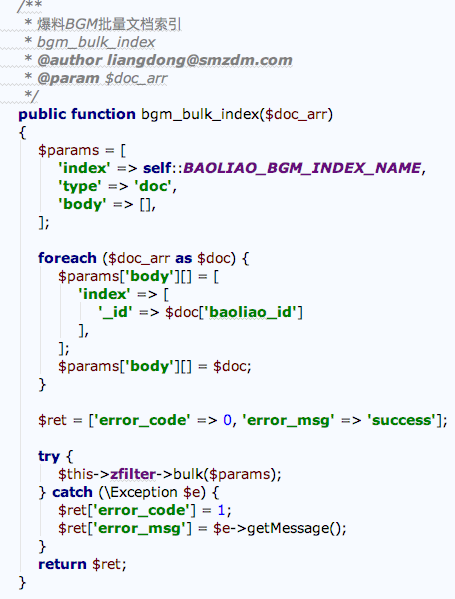 /**
 * 爆料BGM批量文档索引
 * bgm_bulk_index
 * @author liangdong@smzdm.com
 * @param $doc_arr
 */
public function bgm_bulk_index($doc_arr)
{
    $params = [
        'index' => self::BAOLIAO_BGM_INDEX_NAME,
        'type' => 'doc',
        'body' => [],
    ];

    foreach ($doc_arr as $doc) {
        $params['body'][] = [
            'index' => [
                '_id' => $doc['baoliao_id']
            ],
        ];
        $params['body'][] = $doc;
    }

    $ret = ['error_code' => 0, 'error_msg' => 'success'];

    try {
        $this->zfilter->bulk($params);
    } catch (\Exception $e) {
        $ret['error_code'] = 1;
        $ret['error_msg'] = $e->getMessage();
    }
    return $ret;
}